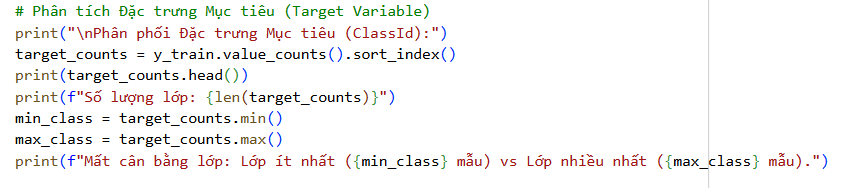 # Phân tích Đặc trưng Mục tiêu (Target Variable)
print("\nPhân phối Đặc trưng Mục tiêu (ClassId):")
target_counts = y_train.value_counts().sort_index()
print(target_counts.head())
print(f"Số lượng lớp: {len(target_counts)}")
min_class = target_counts.min()
max_class = target_counts.max()
print(f"Mất cân bằng lớp: Lớp ít nhất ({min_class} mẫu) vs Lớp nhiều nhất ({max_class} mẫu).")